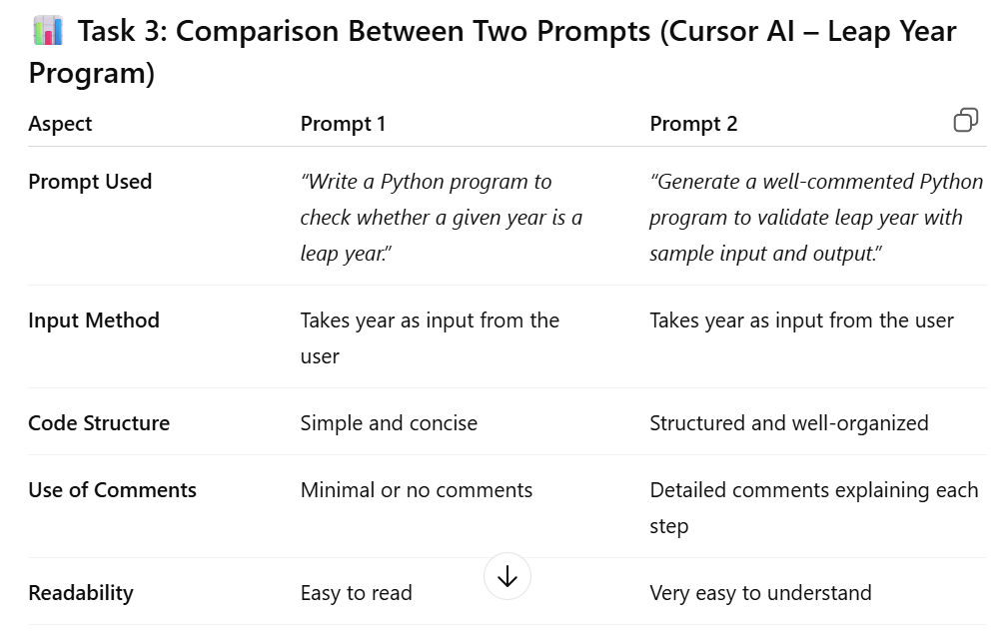 📊 Task 3: Comparison Between Two Prompts (Cursor AI – Leap Year
Program)
Aspect Prompt 1 Prompt 2
Prompt Used “Write a Python program to “Generate a well-commented Python
check whether a given year is a program to validate leap year with
leap year.” sample input and output.”
Input Method Takes year as input from the Takes year as input from the user
user
Code Structure Simple and concise Structured and well-organized
Use of Comments Minimal or no comments Detailed comments explaining each
step
Readability Easy to read Very easy to understand